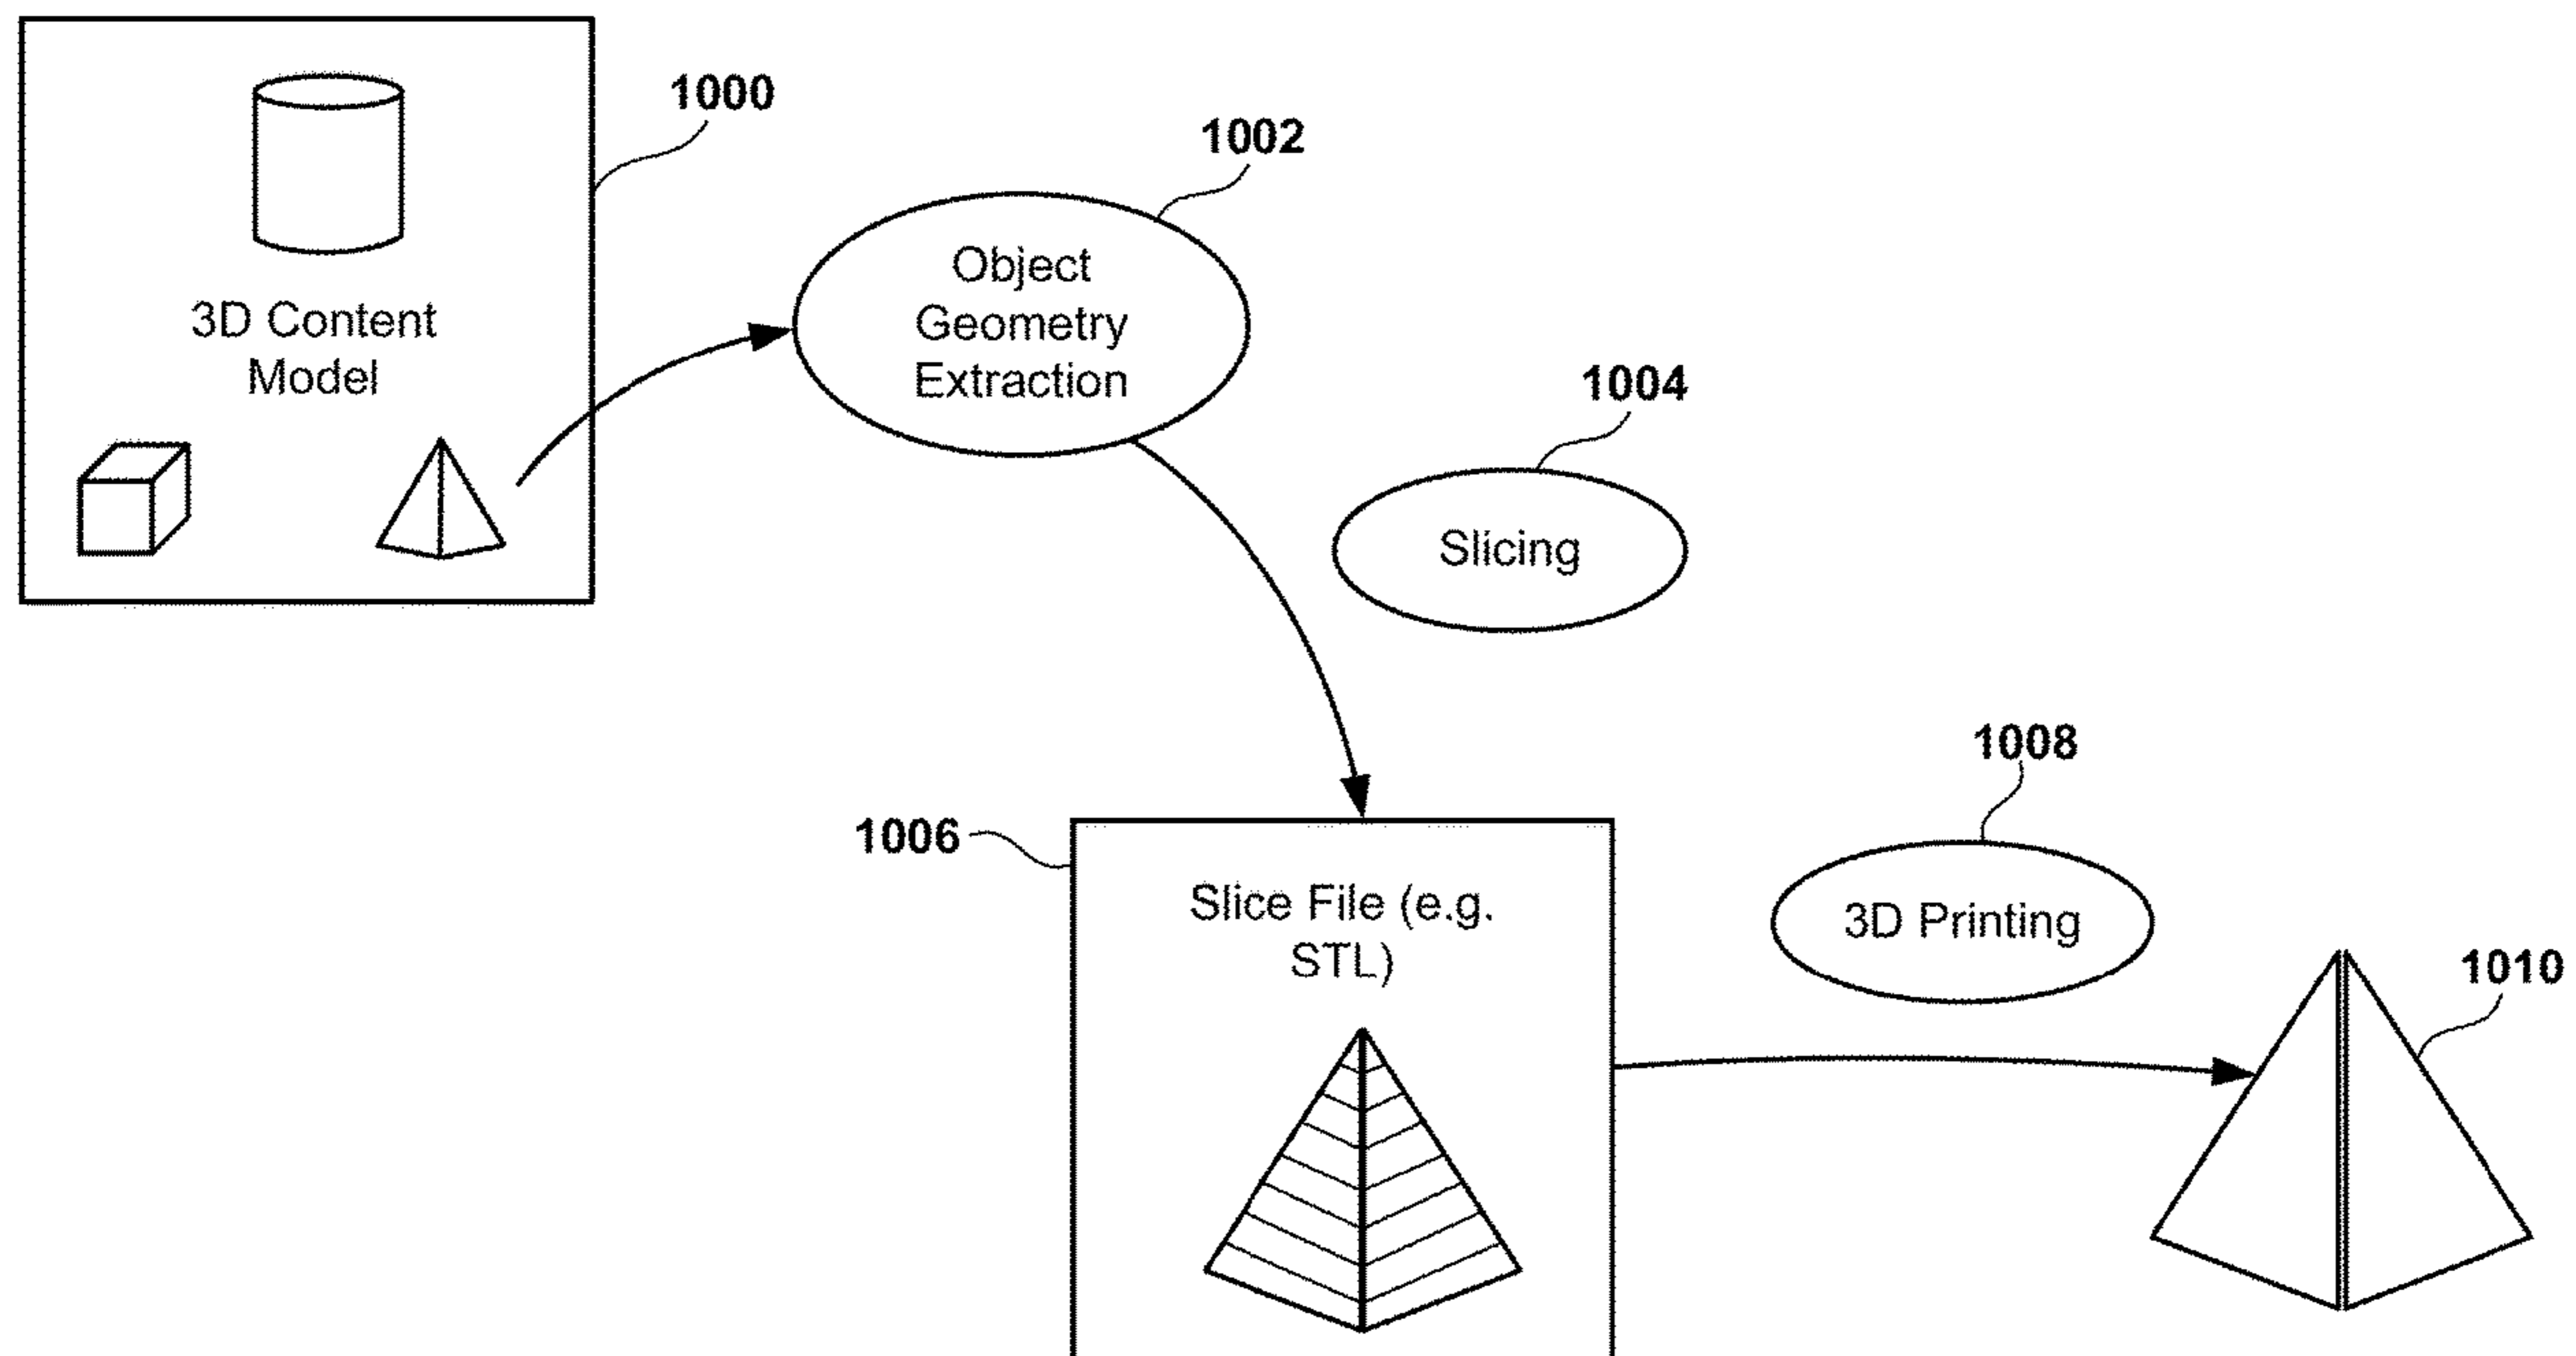 1000
3D Content
Model
1002
Object
Geometry
Extraction
1004
Slicing
1006
Slice File (e.g.
STL)
1008
3D Printing
1010